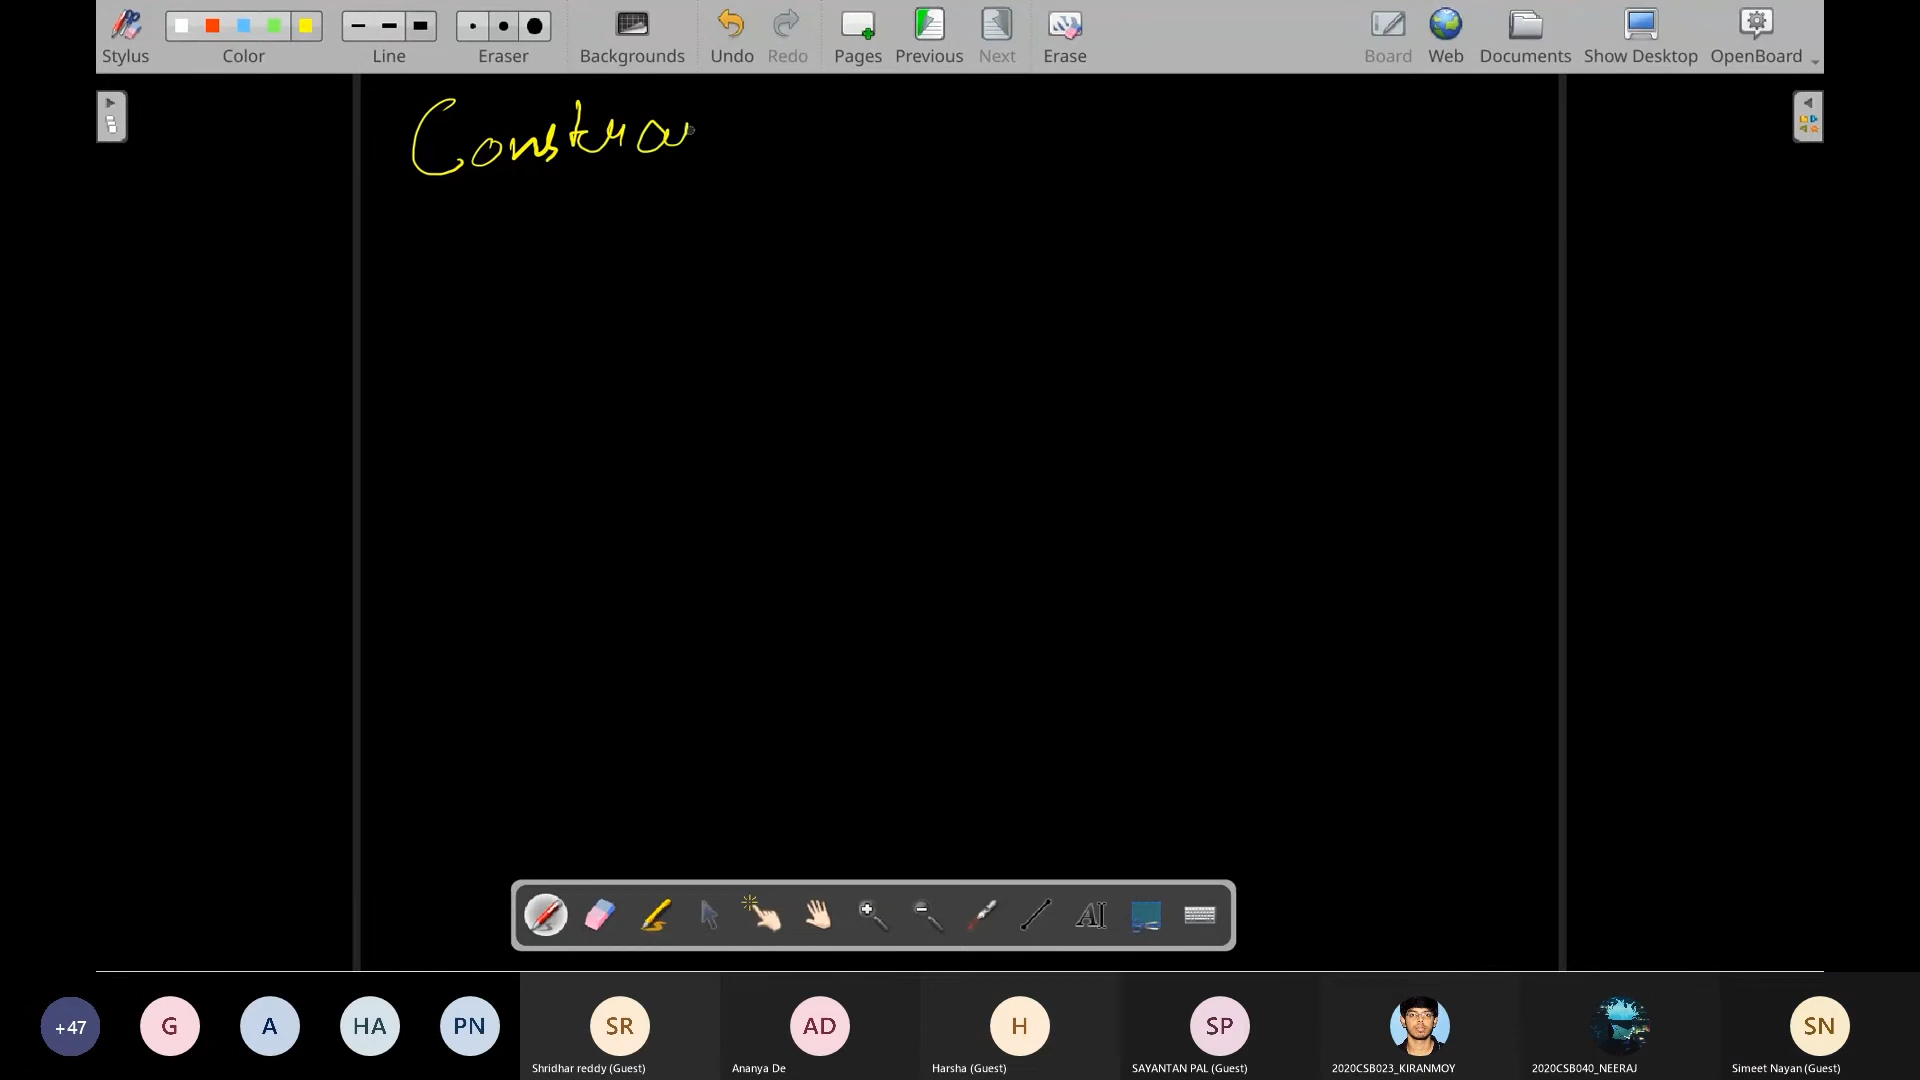 Stylus Color Line Eraser Backgrounds Undo Redo Pages Previous Next Erase Board Web Documents Show Desktop OpenBoard
Constra
AI
+47 G A HA PN SR AD H SP SN
Shridhar reddy (Guest) Ananya De Harsha (Guest) SAYANTAN PAL (Guest) 2020CSB023_KIRANMOY 2020CSB040_NEERAJ Simeet Nayan (Guest)